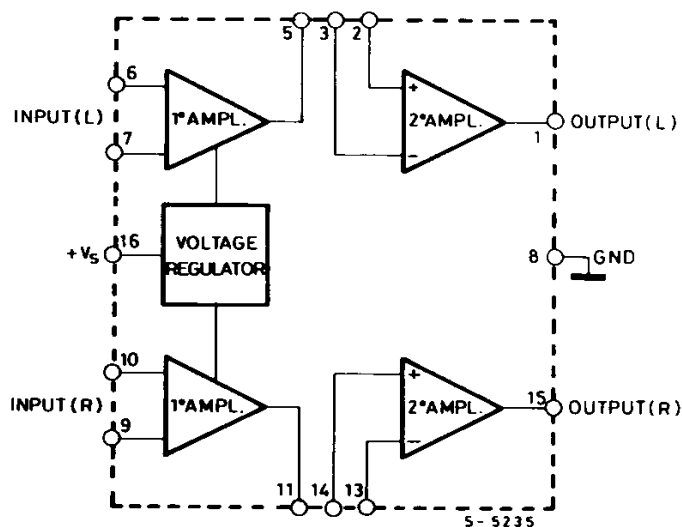 5 3 2
6
INPUT(L)
1°AMPL.
7
+
2°AMPL.
−
1
OUTPUT(L)
+Vs
16
VOLTAGE
REGULATOR
8
GND
10
INPUT(R)
1°AMPL.
9
+
2°AMPL.
−
15
OUTPUT(R)
11 14 13
S-5235